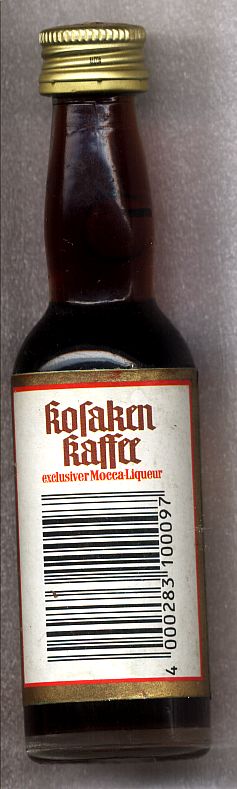 Koſaken
Kaffee
exclusiver Mocca-Liqueur
4 000283 100097